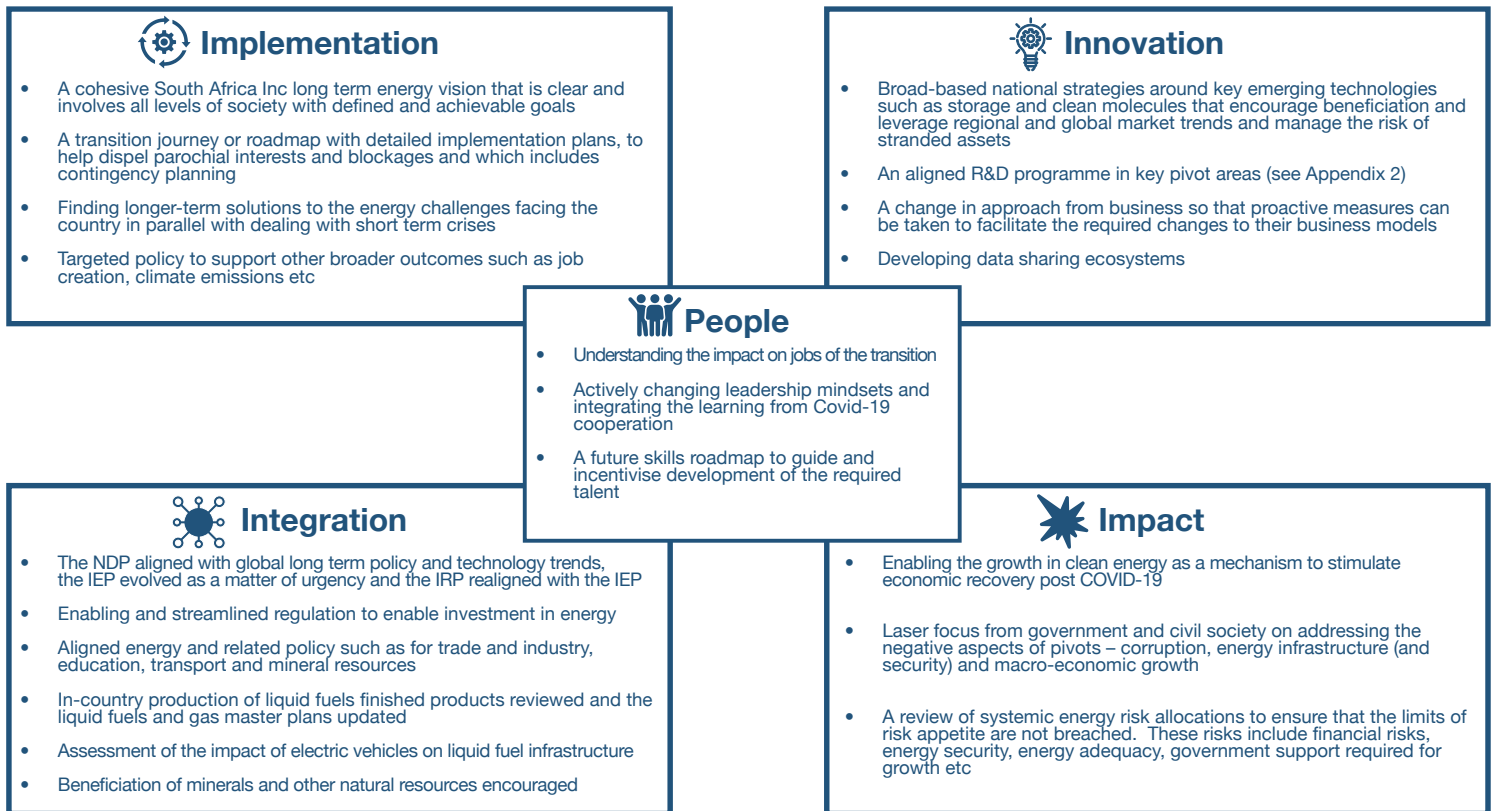 Implementation
• A cohesive South Africa Inc long term energy vision that is clear and
involves all levels of society with defined and achievable goals
• A transition journey or roadmap with detailed implementation plans, to
help dispel parochial interests and blockages and which includes
contingency planning
• Finding longer-term solutions to the energy challenges facing the
country in parallel with dealing with short term crises
• Targeted policy to support other broader outcomes such as job
creation, climate emissions etc
Innovation
• Broad-based national strategies around key emerging technologies
such as storage and clean molecules that encourage beneficiation and
leverage regional and global market trends and manage the risk of
stranded assets
• An aligned R&D programme in key pivot areas (see Appendix 2)
• A change in approach from business so that proactive measures can
be taken to facilitate the required changes to their business models
• Developing data sharing ecosystems
People
• Understanding the impact on jobs of the transition
• Actively changing leadership mindsets and
integrating the learning from Covid-19
cooperation
• A future skills roadmap to guide and
incentivise development of the required
talent
Integration
• The NDP aligned with global long term policy and technology trends,
the IEP evolved as a matter of urgency and the IRP realigned with the IEP
• Enabling and streamlined regulation to enable investment in energy
• Aligned energy and related policy such as for trade and industry,
education, transport and mineral resources
• In-country production of liquid fuels finished products reviewed and the
liquid fuels and gas master plans updated
• Assessment of the impact of electric vehicles on liquid fuel infrastructure
• Beneficiation of minerals and other natural resources encouraged
Impact
• Enabling the growth in clean energy as a mechanism to stimulate
economic recovery post COVID-19
• Laser focus from government and civil society on addressing the
negative aspects of pivots – corruption, energy infrastructure (and
security) and macro-economic growth
• A review of systemic energy risk allocations to ensure that the limits of
risk appetite are not breached. These risks include financial risks,
energy security, energy adequacy, government support required for
growth etc